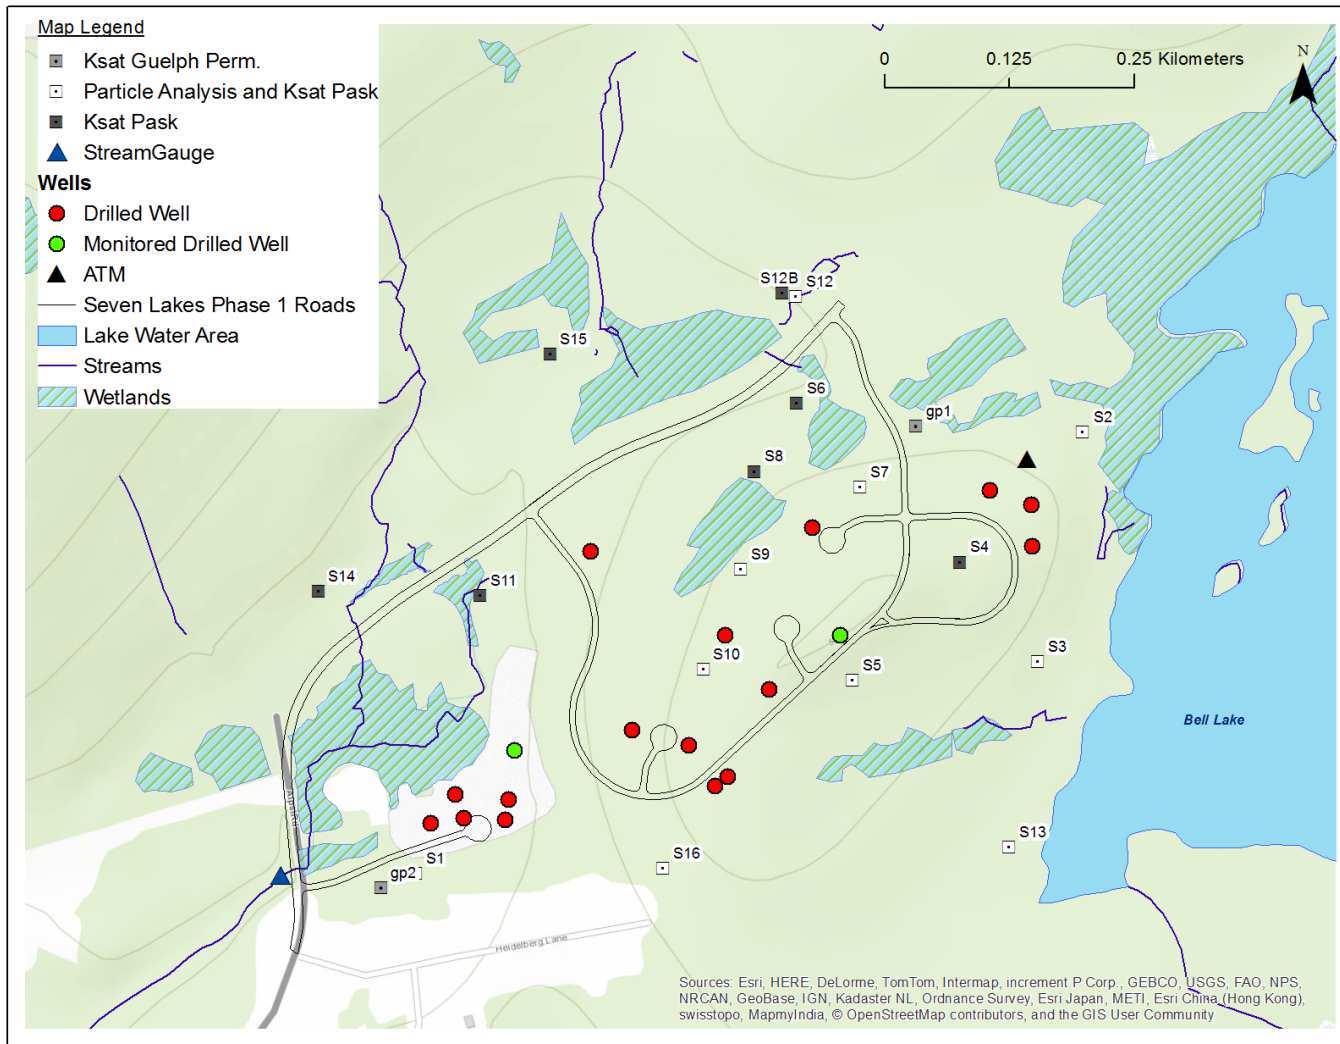 Map Legend
Ksat Guelph Perm.
Particle Analysis and Ksat Pask
Ksat Pask
StreamGauge
Wells
Drilled Well
Monitored Drilled Well
ATM
Seven Lakes Phase 1 Roads
Lake Water Area
Streams
Wetlands
0 0.125 0.25 Kilometers
N
S12B S12
S15
S6
gp1
S2
S8
S7
S4
S9
S14
S11
S10
S3
S5
Bell Lake
S13
S16
S1
gp2
Heidelberg Lane
Sources: Esri, HERE, DeLorme, TomTom, Intermap, increment P Corp., GEBCO, USGS, FAO, NPS,
NRCAN, GeoBase, IGN, Kadaster NL, Ordnance Survey, Esri Japan, METI, Esri China (Hong Kong),
swisstopo, MapmyIndia, © OpenStreetMap contributors, and the GIS User Community